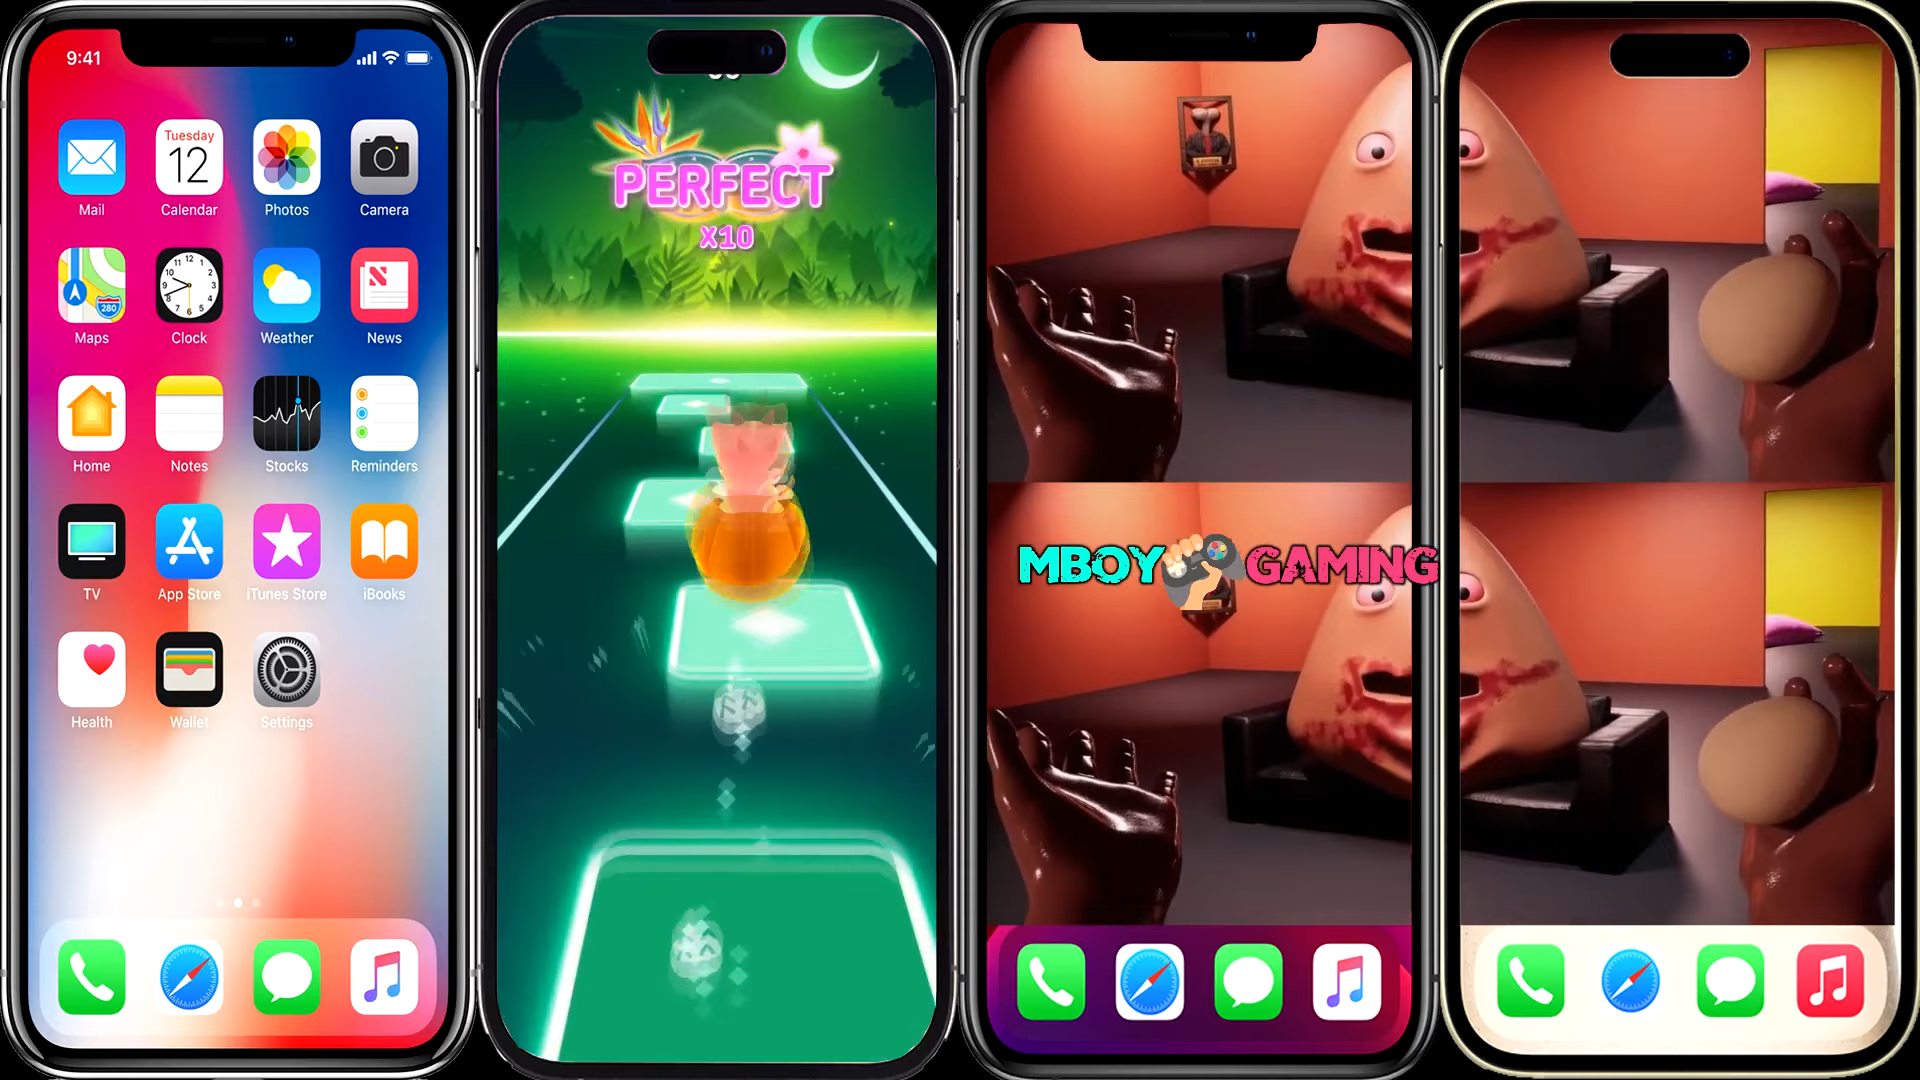 9:41
Mail
Tuesday
12
Calendar
Photos
Camera
Maps
280
Clock
Weather
News
Home
Notes
Stocks
Reminders
TV
App Store
iTunes Store
iBooks
Health
Wallet
Settings
PERFECT
X10
MBOY GAMING